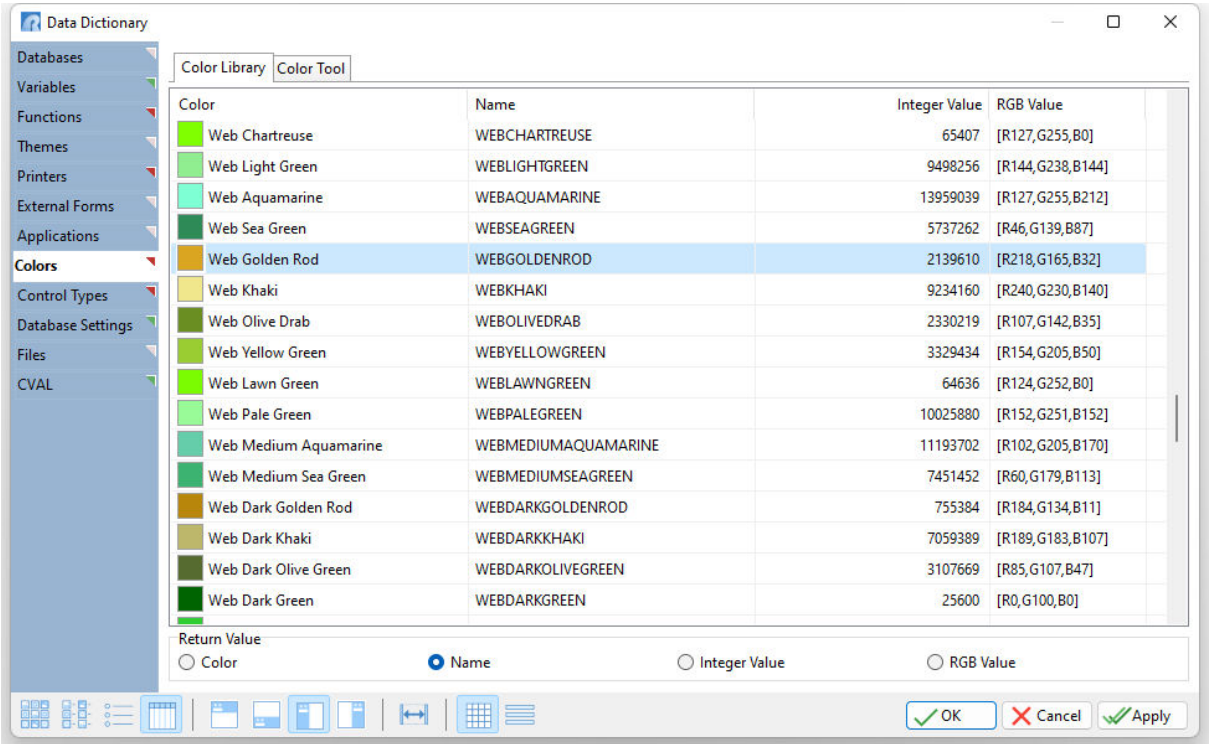 Data Dictionary
Databases
Variables
Functions
Themes
Printers
External Forms
Applications
Colors
Control Types
Database Settings
Files
CVAL
Color Library Color Tool
Color Name Integer Value RGB Value
Web Chartreuse WEBCHARTREUSE 65407 [R127,G255,B0]
Web Light Green WEBLIGHTGREEN 9498256 [R144,G238,B144]
Web Aquamarine WEBAQUAMARINE 13959039 [R127,G255,B212]
Web Sea Green WEBSEAGREEN 5737262 [R46,G139,B87]
Web Golden Rod WEBGOLDENROD 2139610 [R218,G165,B32]
Web Khaki WEBKHAKI 9234160 [R240,G230,B140]
Web Olive Drab WEBOLIVEDRAB 2330219 [R107,G142,B35]
Web Yellow Green WEBYELLOWGREEN 3329434 [R154,G205,B50]
Web Lawn Green WEBLAWNGREEN 64636 [R124,G252,B0]
Web Pale Green WEBPALEGREEN 10025880 [R152,G251,B152]
Web Medium Aquamarine WEBMEDIUMAQUAMARINE 11193702 [R102,G205,B170]
Web Medium Sea Green WEBMEDIUMSEAGREEN 7451452 [R60,G179,B113]
Web Dark Golden Rod WEBDARKGOLDENROD 755384 [R184,G134,B11]
Web Dark Khaki WEBDARKKHAKI 7059389 [R189,G183,B107]
Web Dark Olive Green WEBDARKOLIVEGREEN 3107669 [R85,G107,B47]
Web Dark Green WEBDARKGREEN 25600 [R0,G100,B0]
Return Value
Color Name Integer Value RGB Value
OK Cancel Apply